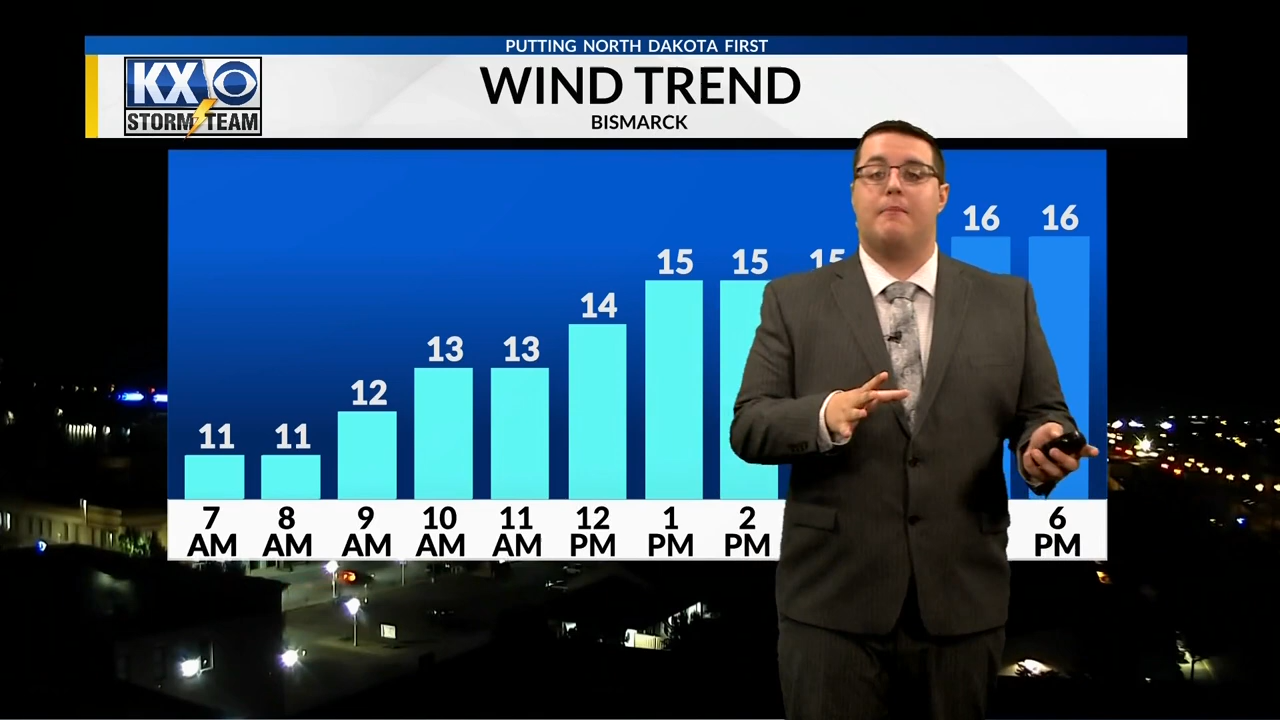 PUTTING NORTH DAKOTA FIRST
KX
STORM TEAM
WIND TREND
BISMARCK
11 11 12 13 13 14 15 15 15 16 16
7 AM
8 AM
9 AM
10 AM
11 AM
12 PM
1 PM
2 PM
6 PM